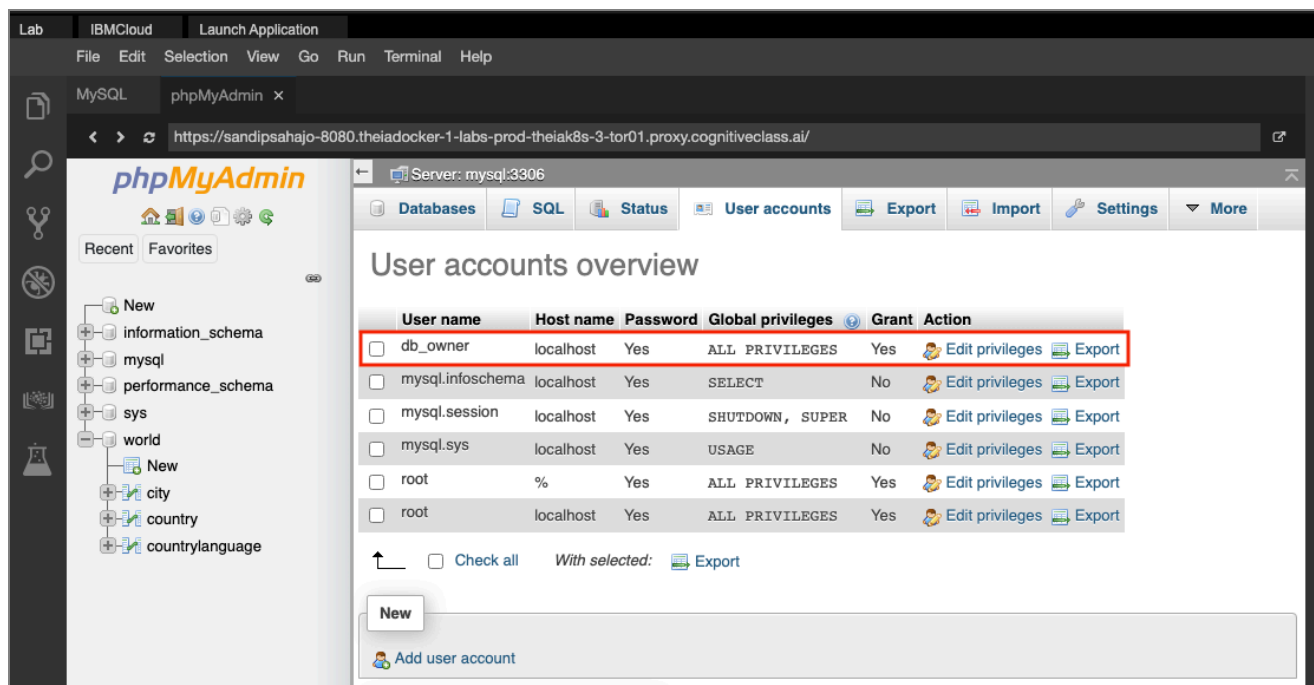 Lab IBMCloud Launch Application
File Edit Selection View Go Run Terminal Help
MySQL phpMyAdmin ×
https://sandipsahajo-8080.theiadocker-1-labs-prod-theiak8s-3-tor01.proxy.cognitiveclass.ai/
phpMyAdmin
Recent Favorites
New
information_schema
mysql
performance_schema
sys
world
New
city
country
countrylanguage
Server: mysql:3306
Databases SQL Status User accounts Export Import Settings More
User accounts overview
User name Host name Password Global privileges Grant Action
db_owner localhost Yes ALL PRIVILEGES Yes Edit privileges Export
mysql.infoschema localhost Yes SELECT No Edit privileges Export
mysql.session localhost Yes SHUTDOWN, SUPER No Edit privileges Export
mysql.sys localhost Yes USAGE No Edit privileges Export
root % Yes ALL PRIVILEGES Yes Edit privileges Export
root localhost Yes ALL PRIVILEGES Yes Edit privileges Export
Check all With selected: Export
New
Add user account